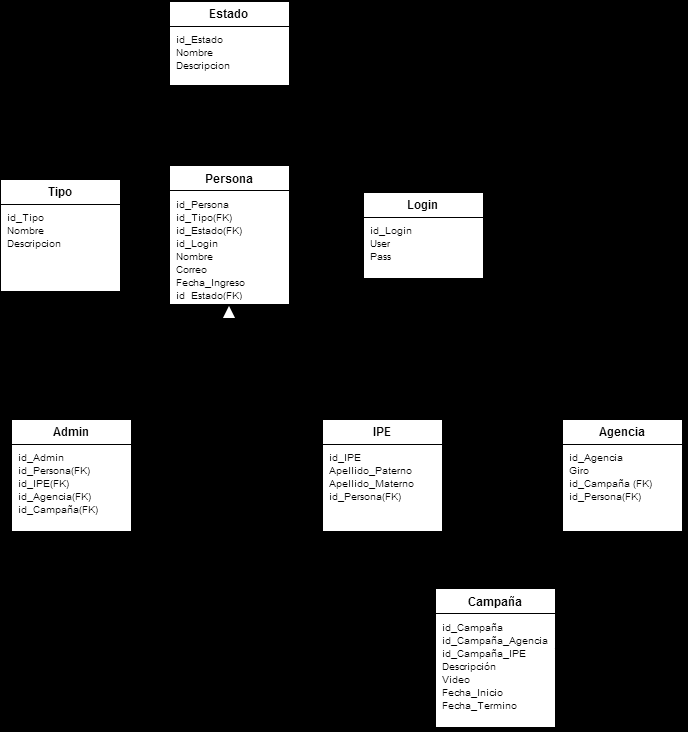 Estado
id_Estado
Nombre
Descripcion
Tipo
id_Tipo
Nombre
Descripcion
Persona
id_Persona
id_Tipo(FK)
id_Estado(FK)
id_Login
Nombre
Correo
Fecha_Ingreso
id_Estado(FK)
Login
id_Login
User
Pass
Admin
id_Admin
id_Persona(FK)
id_IPE(FK)
id_Agencia(FK)
id_Campaña(FK)
IPE
id_IPE
Apellido_Paterno
Apellido_Materno
id_Persona(FK)
Agencia
id_Agencia
Giro
id_Campaña (FK)
id_Persona(FK)
Campaña
id_Campaña
id_Campaña_Agencia
id_Campaña_IPE
Descripción
Video
Fecha_Inicio
Fecha_Termino